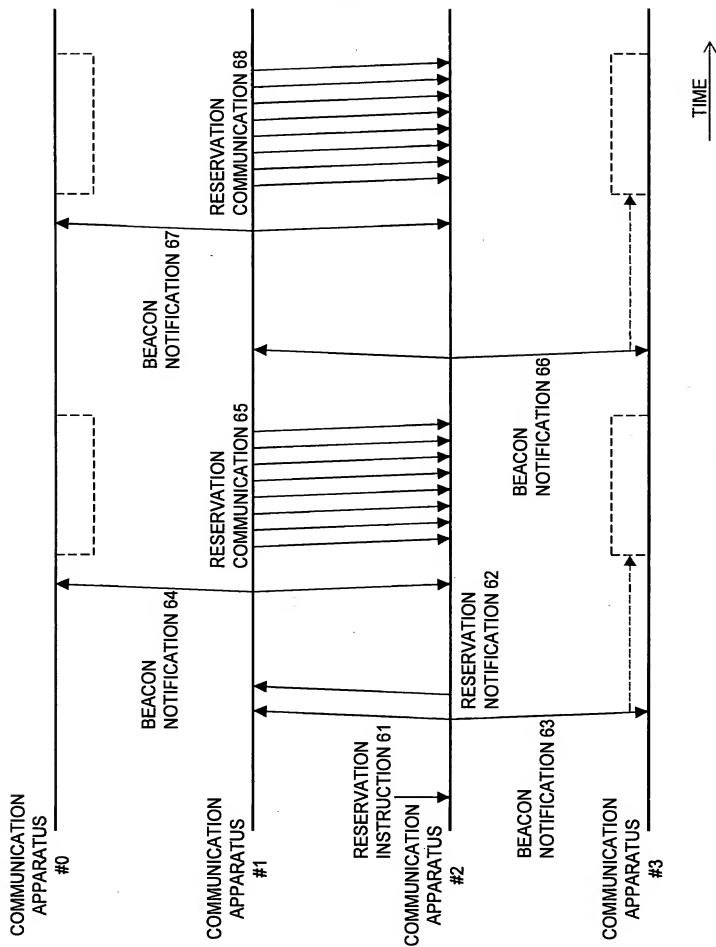 COMMUNICATION
APPARATUS
#0
COMMUNICATION
APPARATUS
#1
RESERVATION
INSTRUCTION 61
COMMUNICATION
APPARATUS
#2
COMMUNICATION
APPARATUS
#3
BEACON
NOTIFICATION 63
RESERVATION
NOTIFICATION 62
BEACON
NOTIFICATION 64
RESERVATION
COMMUNICATION 65
BEACON
NOTIFICATION 66
BEACON
NOTIFICATION 67
RESERVATION
COMMUNICATION 68
TIME